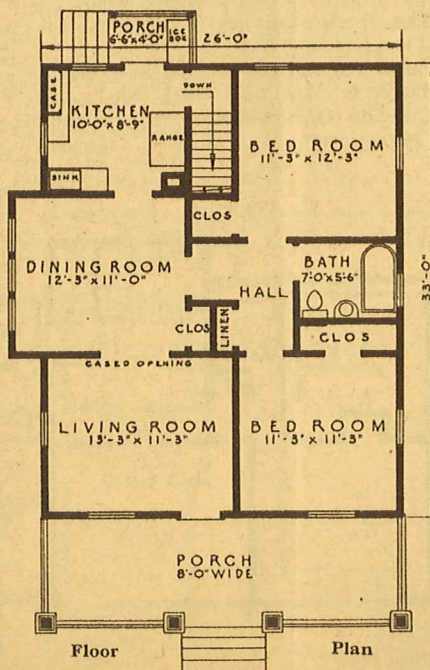 PORCH
6'-6"x4'-0"
ICE
BOX
26'-0"
CASE
KITCHEN
10'-0"x8'-9"
DOWN
RANGE
SINK
BED ROOM
11'-3" x 12'-3"
CLOS
DINING ROOM
12'-3"x11'-0"
BATH
7'-0"x5'-6"
33'-0"
HALL
CLOS
LINEN
CLOS
CASED OPENING
LIVING ROOM
13'-3"x11'-3"
BED ROOM
11'-3"x11'-3"
PORCH
8'-0" WIDE
Floor Plan